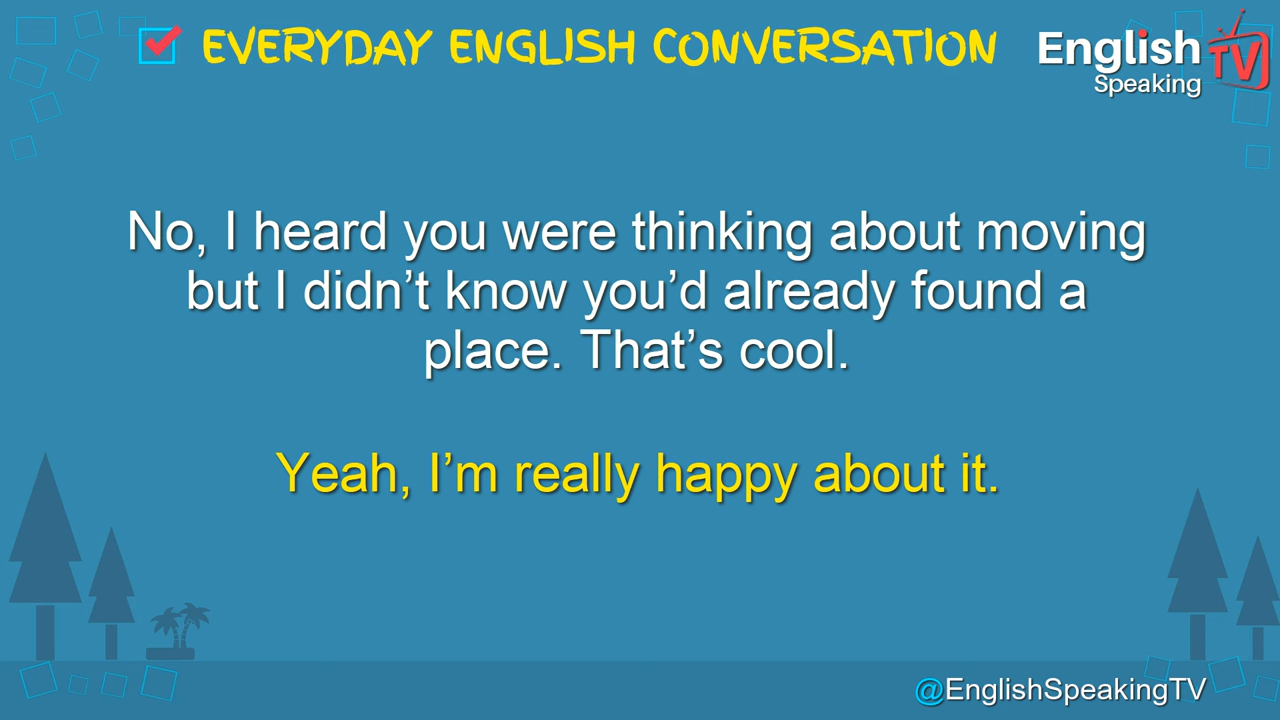 EVERYDAY ENGLISH CONVERSATION
English
Speaking
TV
No, I heard you were thinking about moving
but I didn’t know you’d already found a
place. That’s cool.
Yeah, I’m really happy about it.
@EnglishSpeakingTV